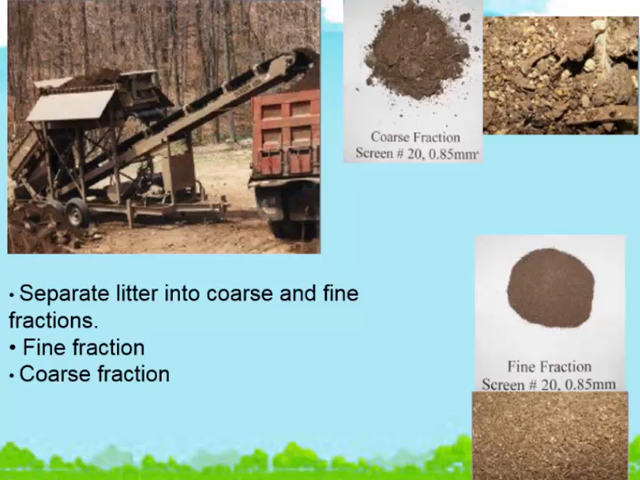 Coarse Fraction
Screen # 20, 0.85mm
• Separate litter into coarse and fine
fractions.
• Fine fraction
• Coarse fraction
Fine Fraction
Screen # 20, 0.85mm